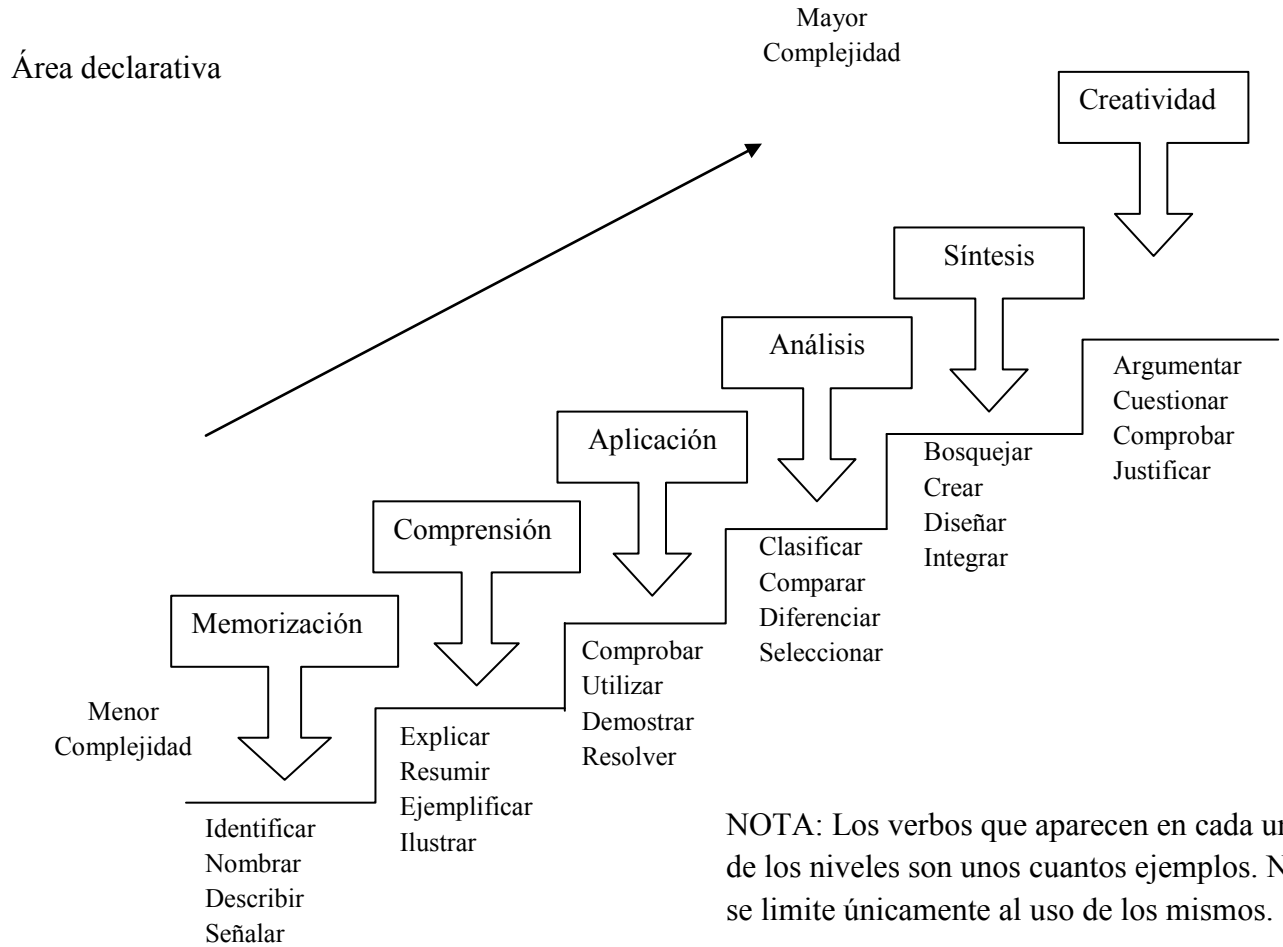 Área declarativa
Mayor
Complejidad
Creatividad
Síntesis
Análisis
Aplicación
Comprensión
Memorización
Menor
Complejidad
Identificar
Nombrar
Describir
Señalar
Explicar
Resumir
Ejemplificar
Ilustrar
Comprobar
Utilizar
Demostrar
Resolver
Clasificar
Comparar
Diferenciar
Seleccionar
Bosquejar
Crear
Diseñar
Integrar
Argumentar
Cuestionar
Comprobar
Justificar
NOTA: Los verbos que aparecen en cada
de los niveles son unos cuantos ejemplos.
se limite únicamente al uso de los mismos.